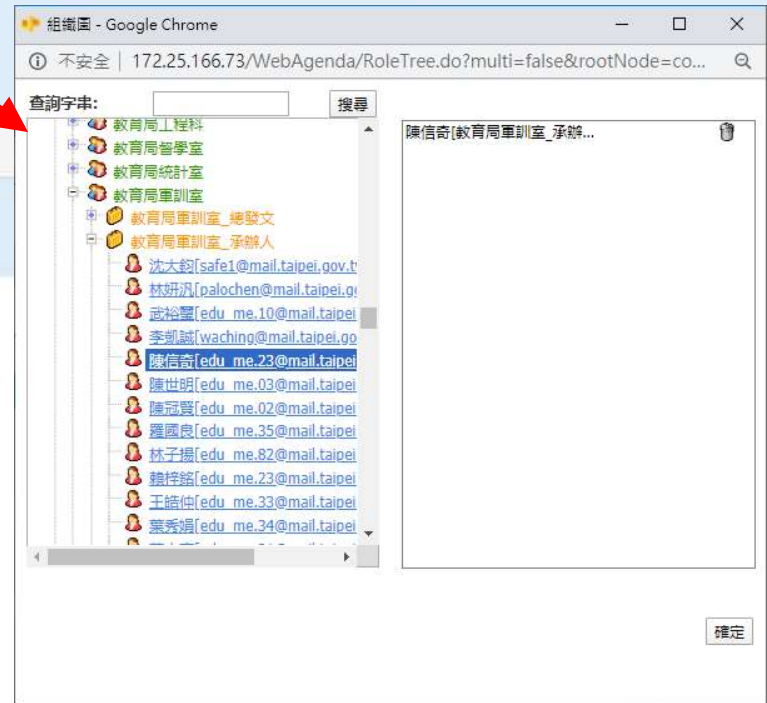 組織圖 - Google Chrome
不安全 | 172.25.166.73/WebAgenda/RoleTree.do?multi=false&rootNode=co...
查詢字串:
搜尋
教育局工程科
教育局督學室
教育局統計室
教育局軍訓室
教育局軍訓室_總發文
教育局軍訓室_承辦人
沈大鈞[safe1@mail.taipei.gov.t
林妍汎[palochen@mail.taipei.g
武裕[edu_me.10@mail.taipei
李凱誠[waching@mail.taipei.go
陳信奇[edu_me.23@mail.taipei
陳世明[edu_me.03@mail.taipei
陳冠賢[edu_me.02@mail.taipei
羅國良[edu_me.35@mail.taipei
林子揚[edu_me.82@mail.taipei
賴梓銘[edu_me.23@mail.taipei
王皓仲[edu_me.33@mail.taipei
葉秀娟[edu_me.34@mail.taipei
陳信奇[教育局軍訓室_承辦...
確定